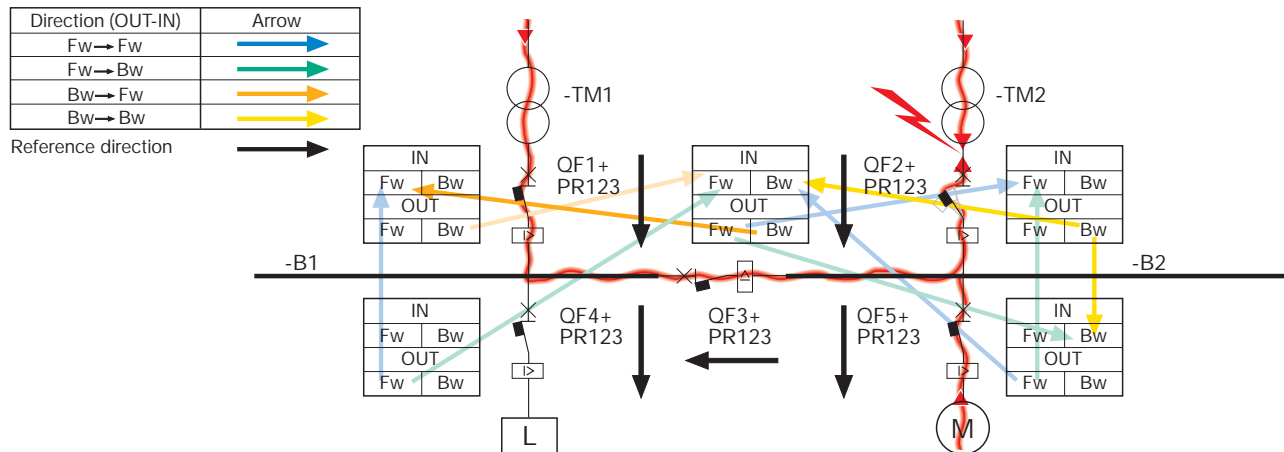 Direction (OUT-IN) Arrow
Fw→Fw
Fw→Bw
Bw→Fw
Bw→Bw
Reference direction
-TM1
-TM2
IN
Fw Bw
OUT
Fw Bw
QF1+
PR123
IN
Fw Bw
OUT
Fw Bw
QF2+
PR123
IN
Fw Bw
OUT
Fw Bw
I>
I>
-B1
-B2
I>
IN
Fw Bw
OUT
Fw Bw
QF4+
PR123
QF3+
PR123
QF5+
PR123
IN
Fw Bw
OUT
Fw Bw
I>
I>
L
M